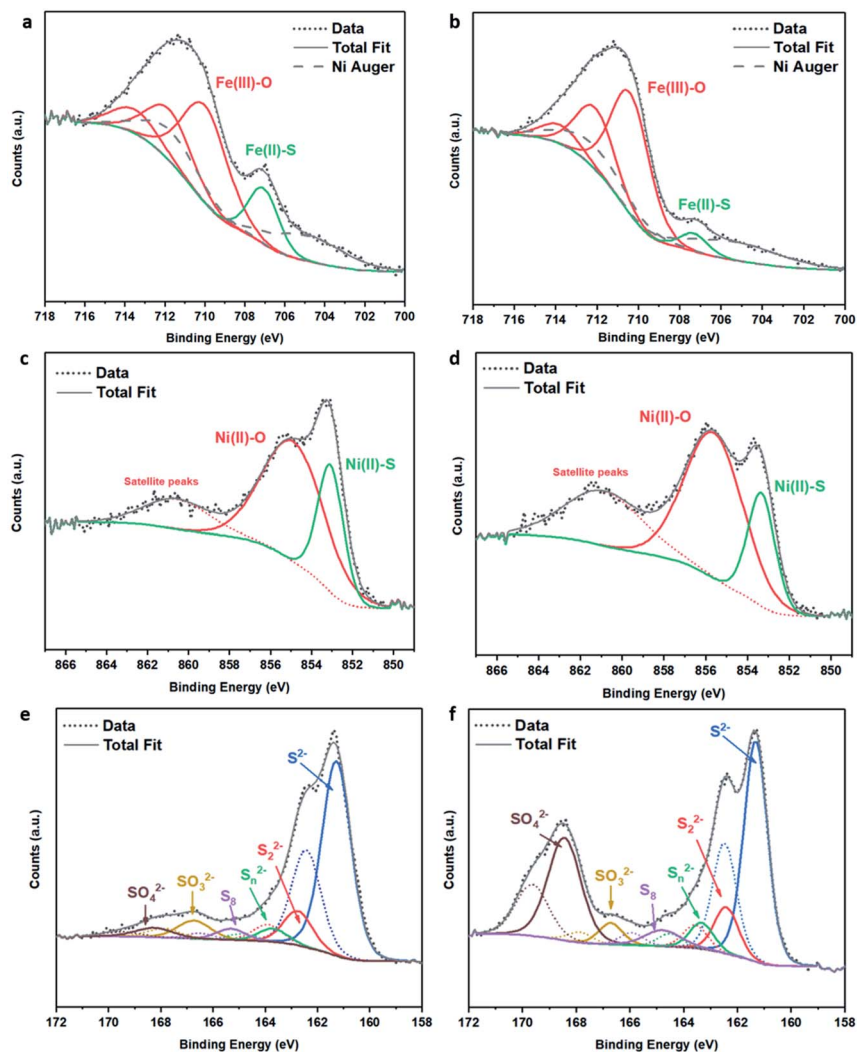 a
Data
Total Fit
Ni Auger
Fe(III)-O
Fe(II)-S
Counts (a.u.)
718 716 714 712 710 708 706 704 702 700
Binding Energy (eV)
b
Data
Total Fit
Ni Auger
Fe(III)-O
Fe(II)-S
Counts (a.u.)
718 716 714 712 710 708 706 704 702 700
Binding Energy (eV)
c
Data
Total Fit
Ni(II)-O
Ni(II)-S
Satellite peaks
Counts (a.u.)
866 864 862 860 858 856 854 852 850
Binding Energy (eV)
d
Data
Total Fit
Ni(II)-O
Ni(II)-S
Satellite peaks
Counts (a.u.)
866 864 862 860 858 856 854 852 850
Binding Energy (eV)
e
Data
Total Fit
S²⁻
S₂²⁻
Sₙ²⁻
S₈
SO₃²⁻
SO₄²⁻
Counts (a.u.)
172 170 168 166 164 162 160 158
Binding Energy (eV)
f
Data
Total Fit
S²⁻
SO₄²⁻
S₂²⁻
Sₙ²⁻
SO₃²⁻
S₈
Counts (a.u.)
172 170 168 166 164 162 160 158
Binding Energy (eV)